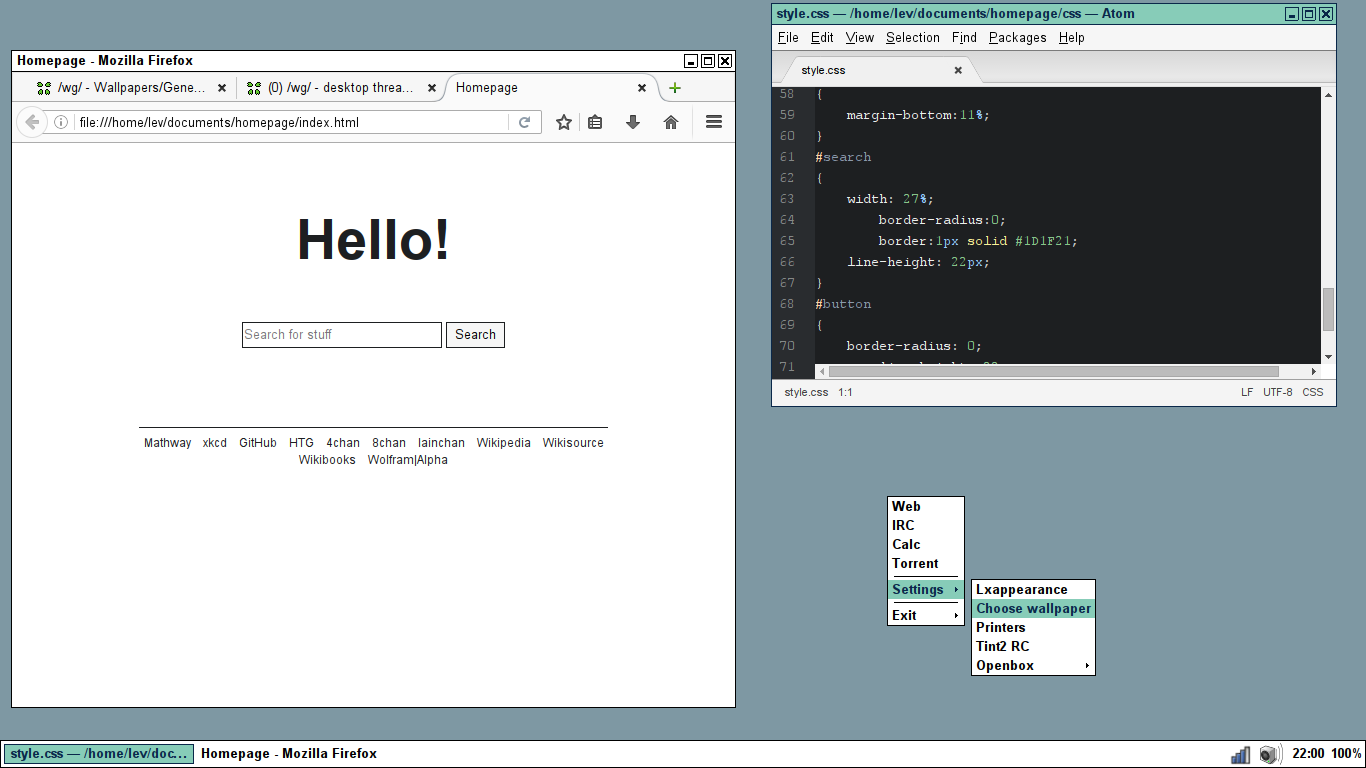 Homepage - Mozilla Firefox
/wg/ - Wallpapers/Gene...
(0) /wg/ - desktop threa...
Homepage
file:///home/lev/documents/homepage/index.html
Hello!
Search for stuff
Search
Mathway xkcd GitHub HTG 4chan 8chan lainchan Wikipedia Wikisource
Wikibooks Wolfram|Alpha
style.css — /home/lev/documents/homepage/css — Atom
File Edit View Selection Find Packages Help
style.css
58 {
59 margin-bottom:11%;
60 }
61 #search
62 {
63 width: 27%;
64 border-radius:0;
65 border:1px solid #1D1F21;
66 line-height: 22px;
67 }
68 #button
69 {
70 border-radius: 0;
71
style.css 1:1 LF UTF-8 CSS
Web
IRC
Calc
Torrent
Settings
Exit
Lxappearance
Choose wallpaper
Printers
Tint2 RC
Openbox
style.css — /home/lev/doc... Homepage - Mozilla Firefox 22:00 100%